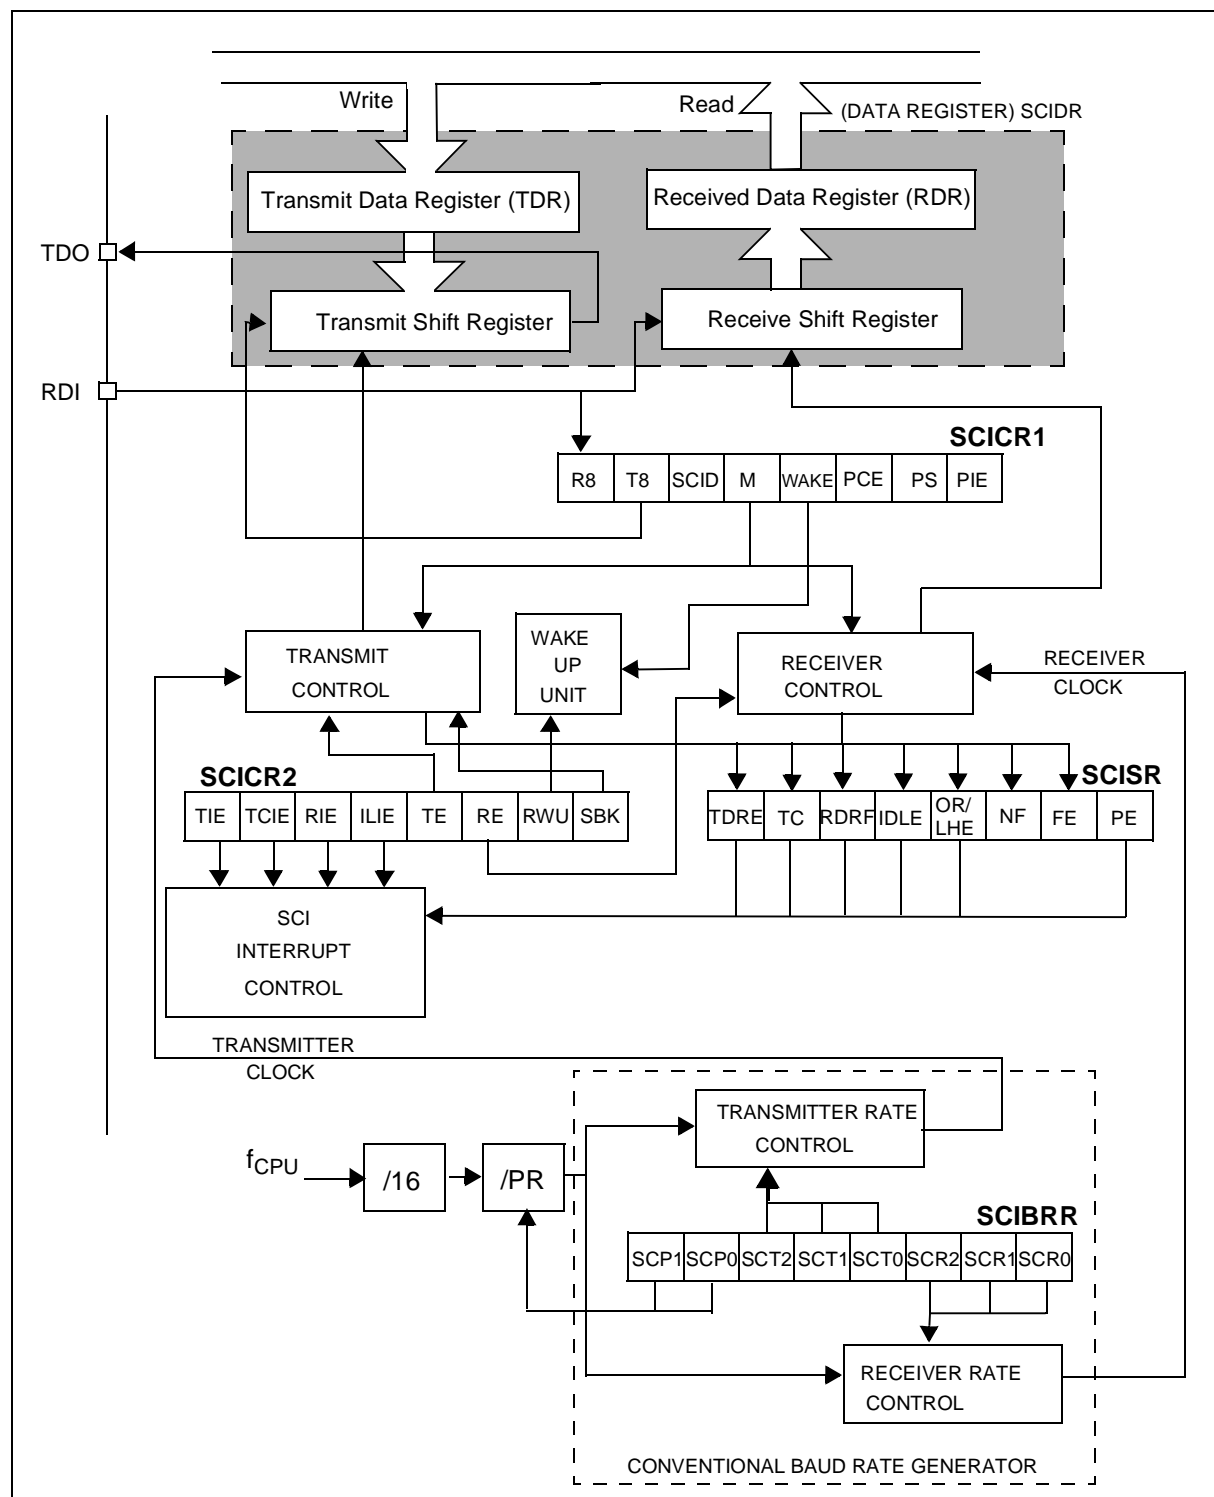 Write
Read
(DATA REGISTER) SCIDR
Transmit Data Register (TDR)
Received Data Register (RDR)
TDO
Transmit Shift Register
Receive Shift Register
RDI
SCICR1
R8 T8 SCID M WAKE PCE PS PIE
TRANSMIT
CONTROL
WAKE
UP
UNIT
RECEIVER
CONTROL
RECEIVER
CLOCK
SCICR2
TIE TCIE RIE ILIE TE RE RWU SBK
SCISR
TDRE TC RDRF IDLE OR/
LHE NF FE PE
SCI
INTERRUPT
CONTROL
TRANSMITTER
CLOCK
TRANSMITTER RATE
CONTROL
fCPU
/16
/PR
SCIBRR
SCP1 SCP0 SCT2 SCT1 SCT0 SCR2 SCR1 SCR0
RECEIVER RATE
CONTROL
CONVENTIONAL BAUD RATE GENERATOR